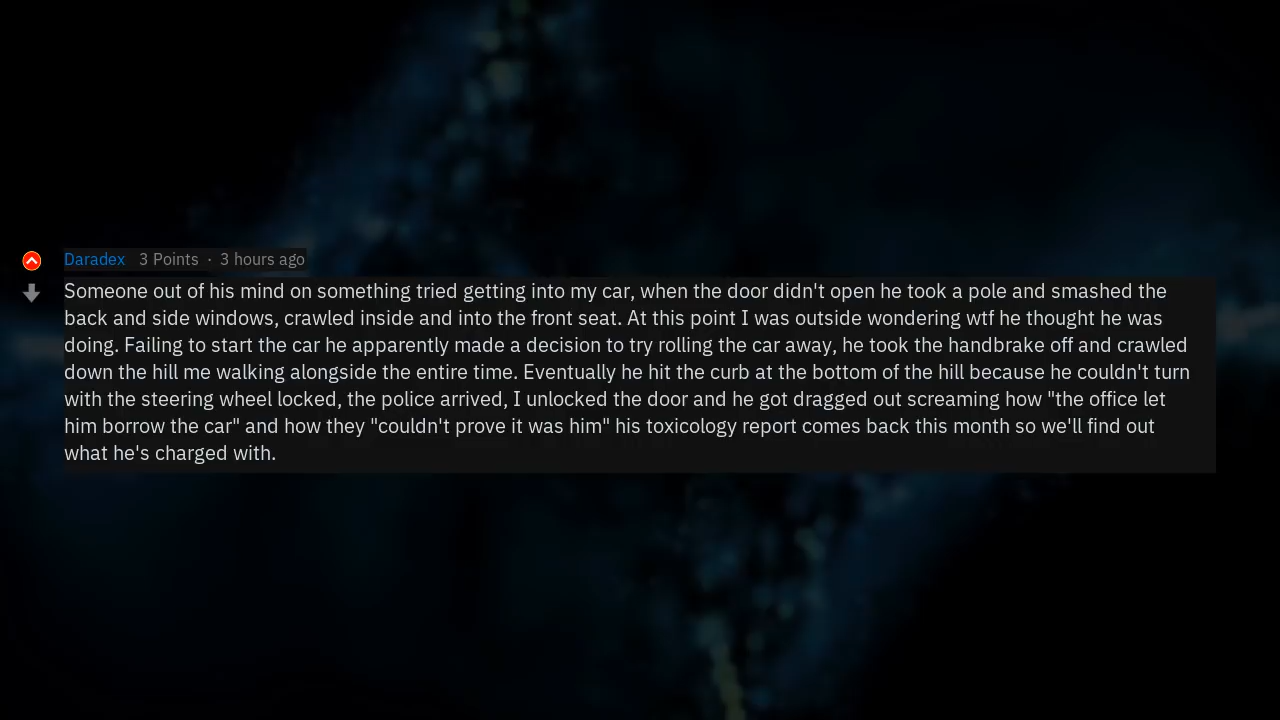 Daradex 3 Points · 3 hours ago
Someone out of his mind on something tried getting into my car, when the door didn't open he took a pole and smashed the
back and side windows, crawled inside and into the front seat. At this point I was outside wondering wtf he thought he was
doing. Failing to start the car he apparently made a decision to try rolling the car away, he took the handbrake off and crawled
down the hill me walking alongside the entire time. Eventually he hit the curb at the bottom of the hill because he couldn't turn
with the steering wheel locked, the police arrived, I unlocked the door and he got dragged out screaming how "the office let
him borrow the car" and how they "couldn't prove it was him" his toxicology report comes back this month so we'll find out
what he's charged with.